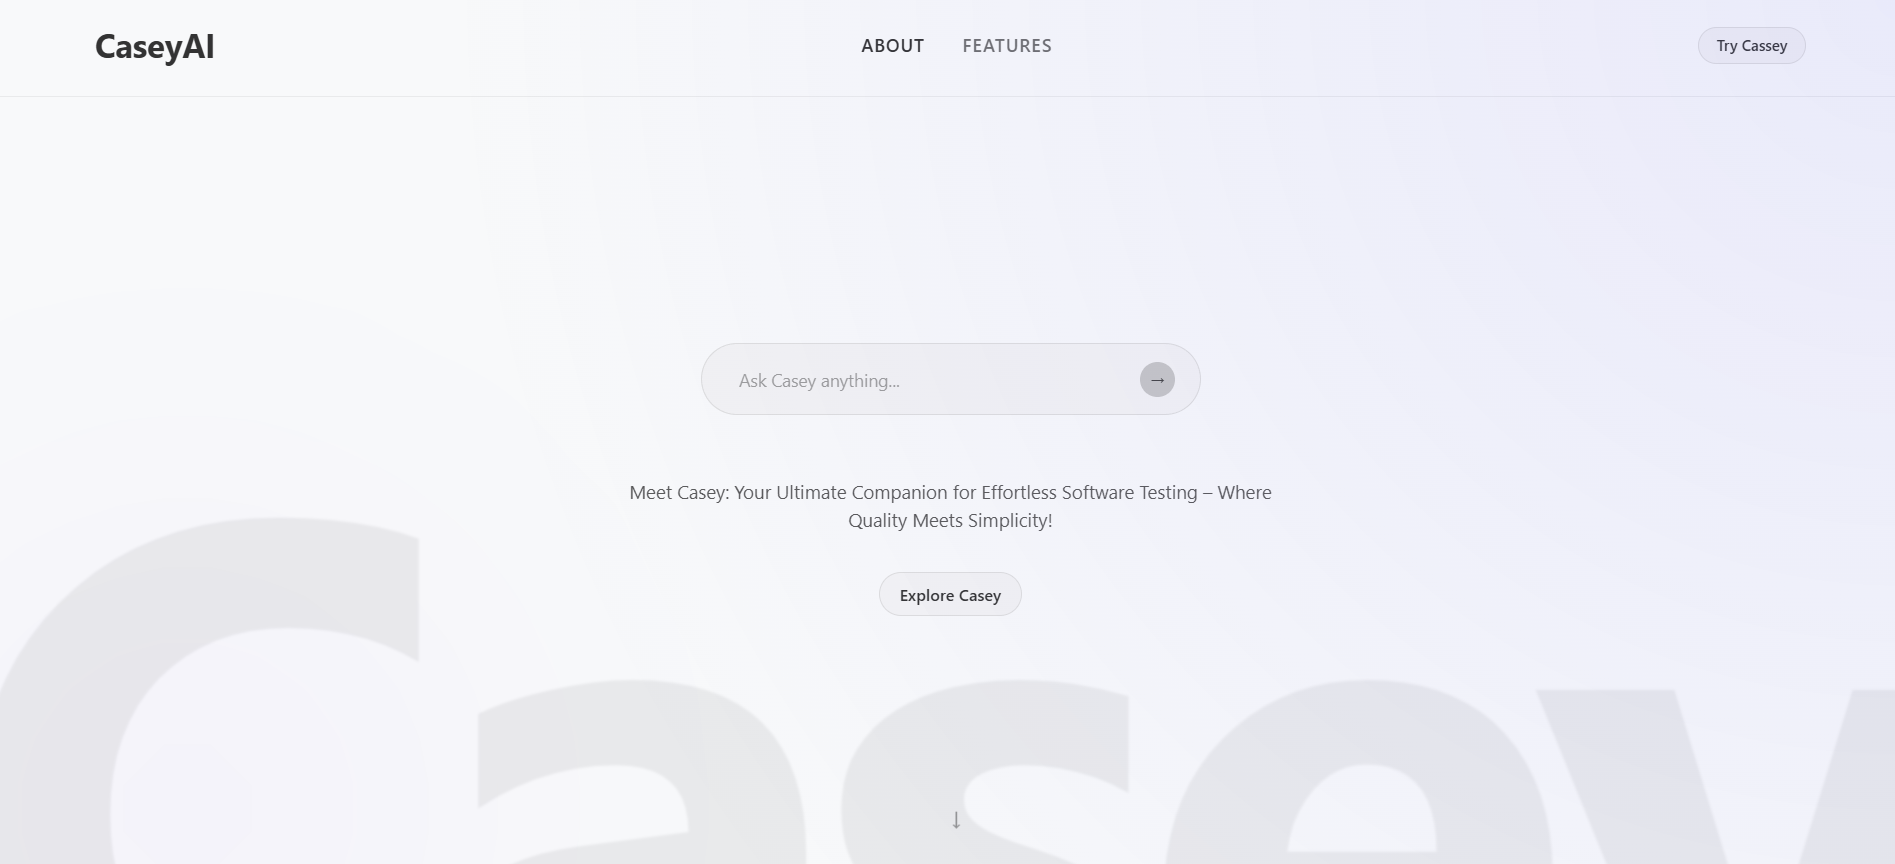 CaseyAI
ABOUT
FEATURES
Try Cassey
Ask Casey anything...
→
Meet Casey: Your Ultimate Companion for Effortless Software Testing – Where
Quality Meets Simplicity!
Explore Casey
Casey
↓